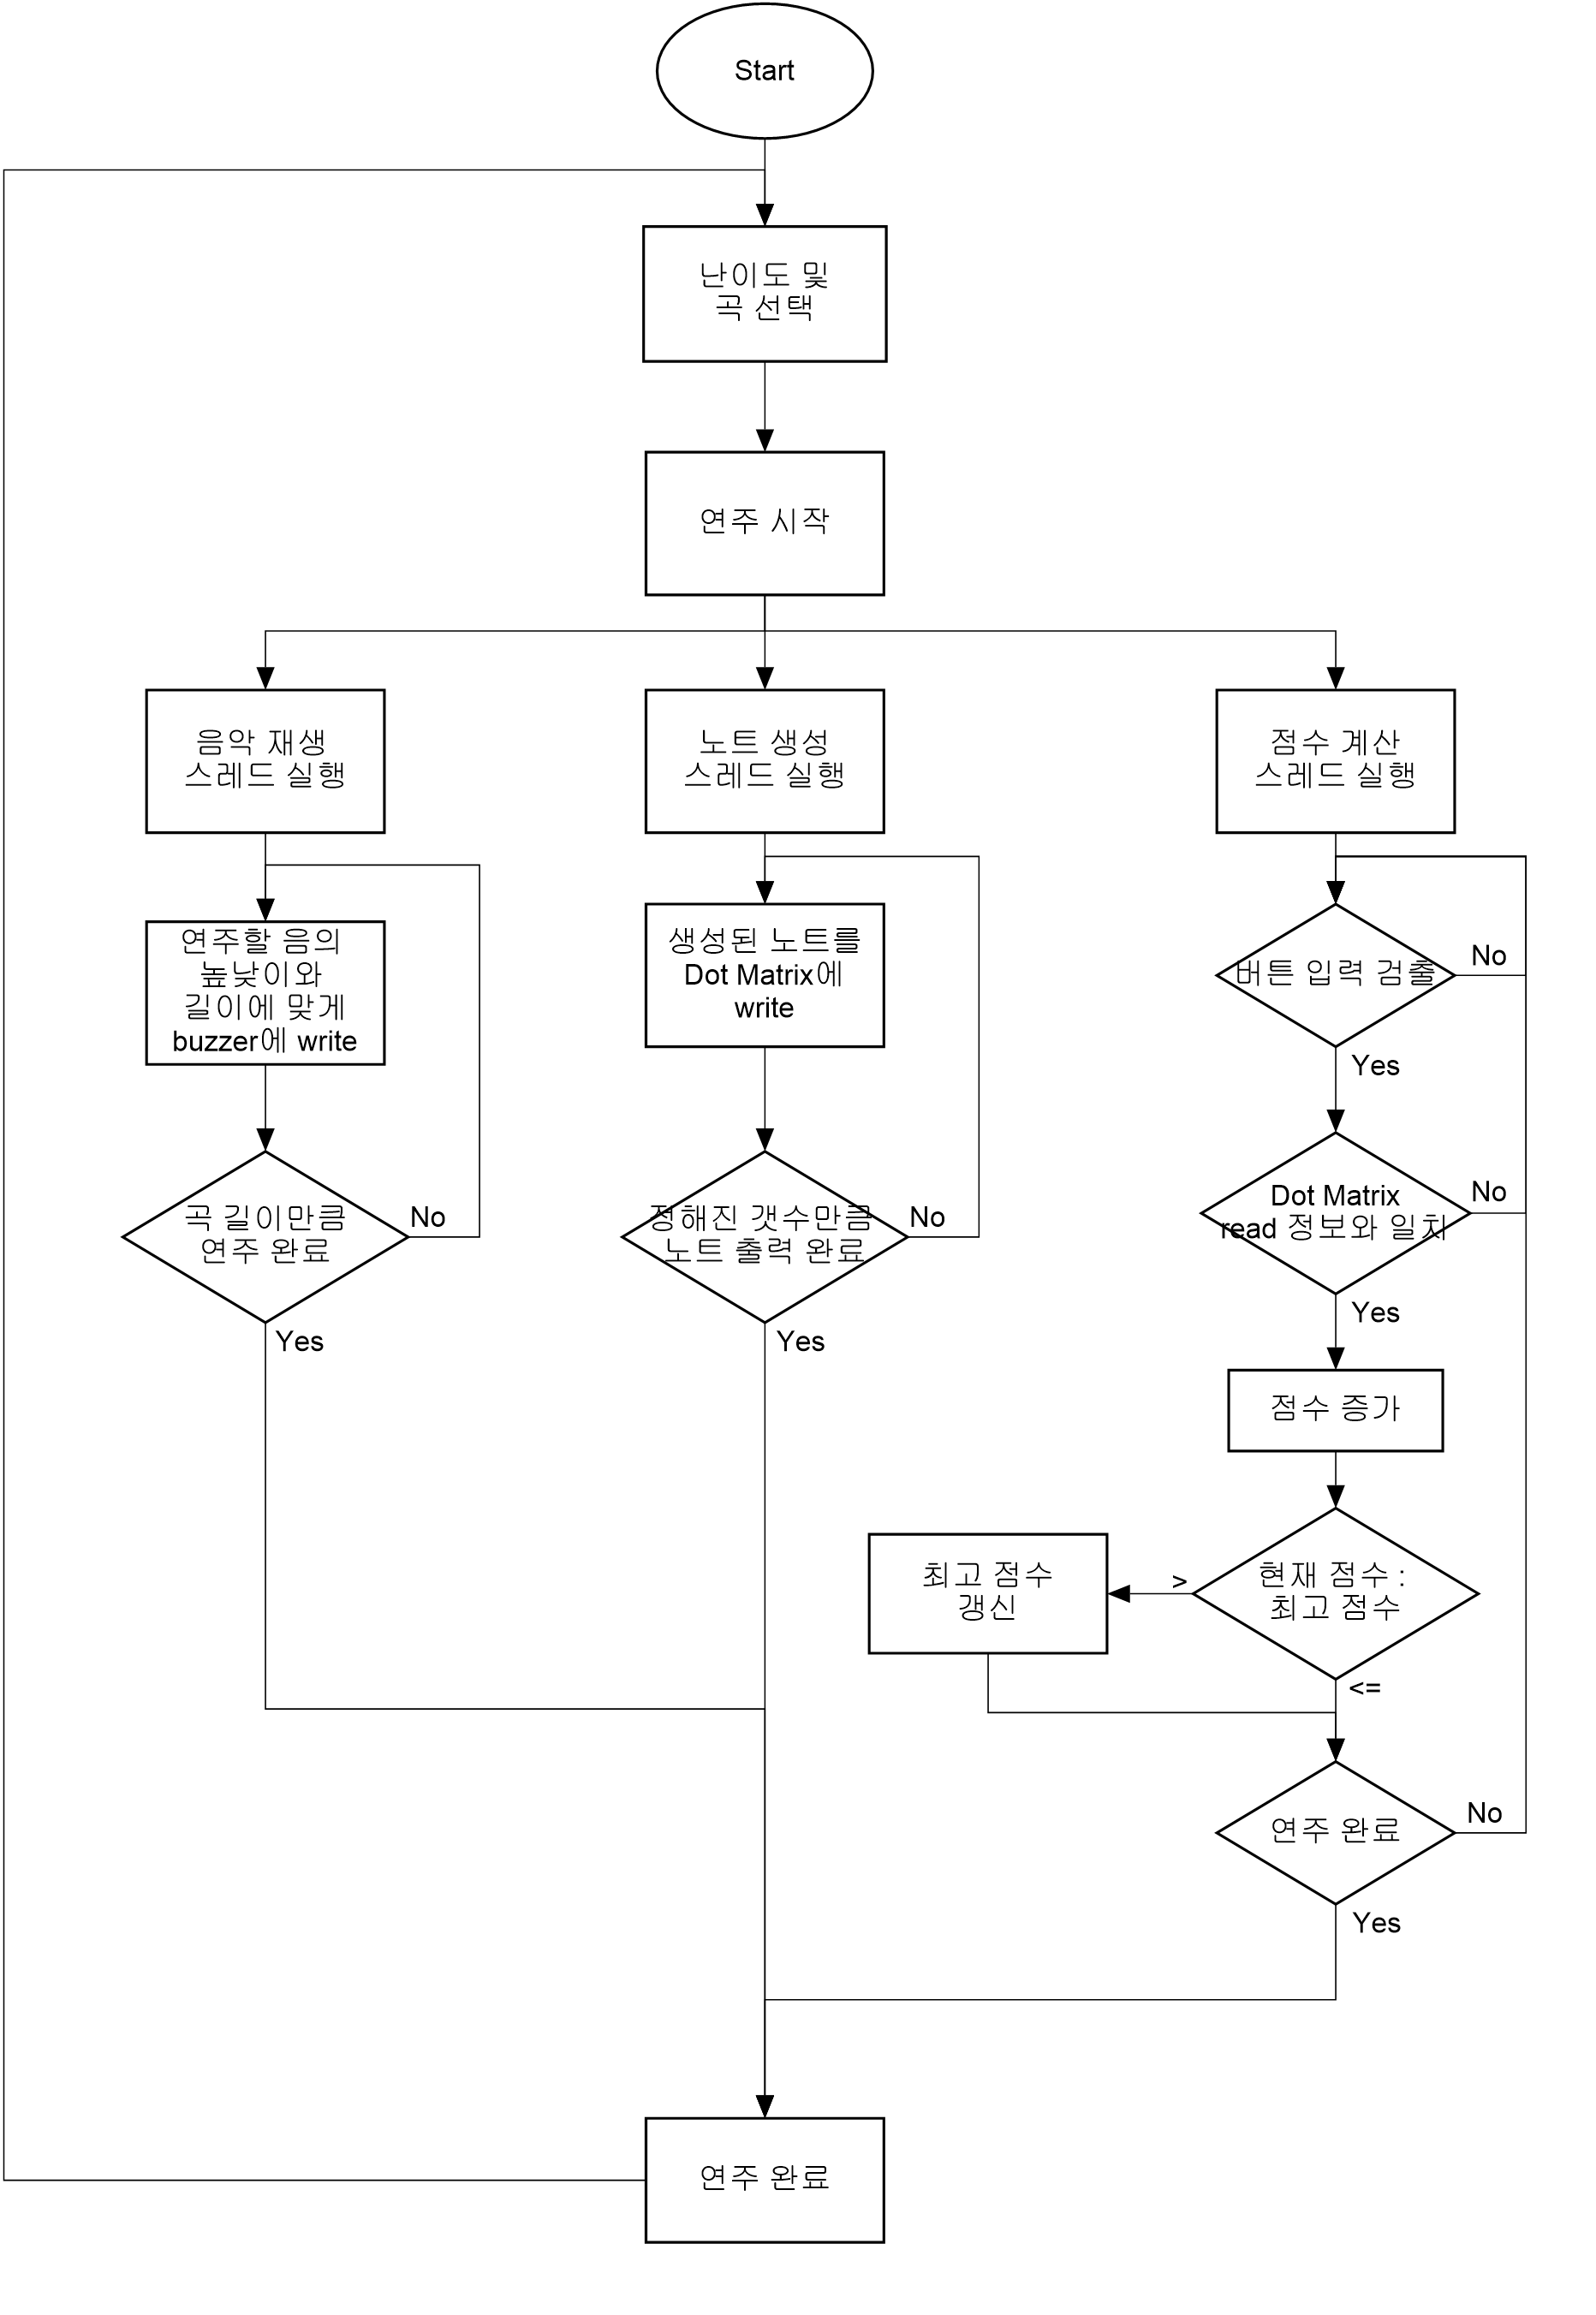 Start
난이도 및
곡 선택
연주 시작
음악 재생
스레드 실행
노트 생성
스레드 실행
점수 계산
스레드 실행
연주할 음의
높낮이와
길이에 맞게
buzzer에 write
생성된 노트를
Dot Matrix에
write
버튼 입력 검출
No
Yes
곡 길이만큼
연주 완료
No
Yes
정해진 갯수만큼
노트 출력 완료
No
Yes
Dot Matrix
read 정보와 일치
No
Yes
점수 증가
현재 점수 :
최고 점수
>
최고 점수
갱신
<=
연주 완료
No
Yes
연주 완료